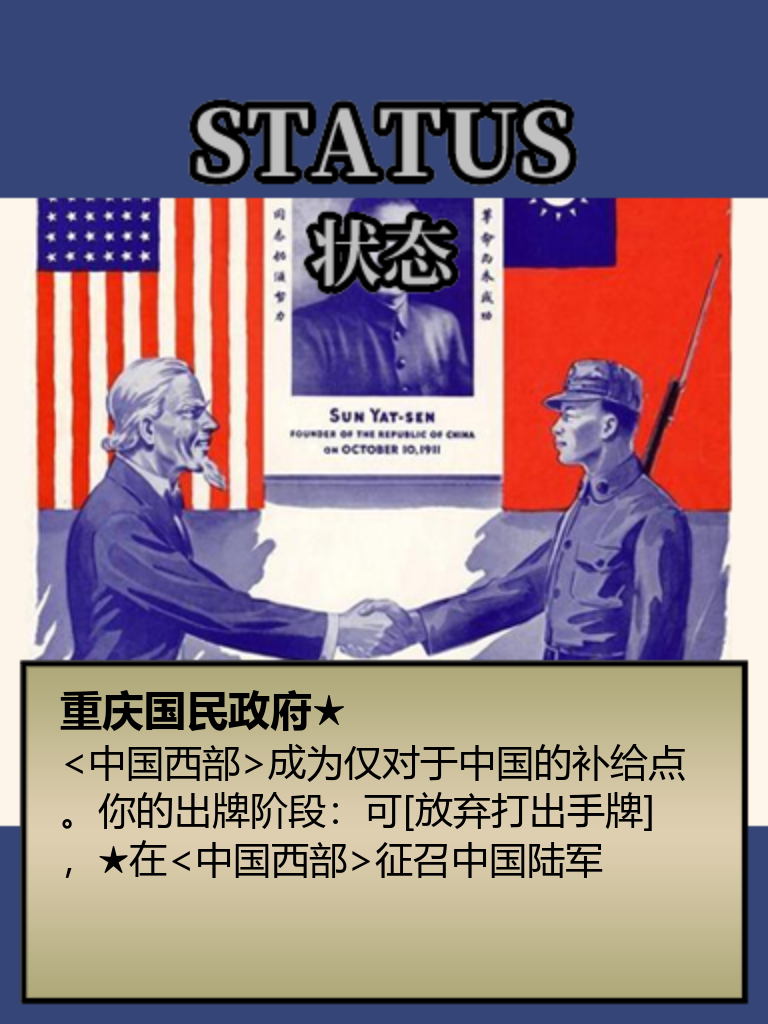 STATUS
状态
革命尚未成功
同志仍须努力
SUN YAT-SEN
FOUNDER OF THE REPUBLIC OF CHINA
ON OCTOBER 10, 1911
重庆国民政府★
<中国西部>成为仅对于中国的补给点
。你的出牌阶段：可[放弃打出手牌]
，★在<中国西部>征召中国陆军